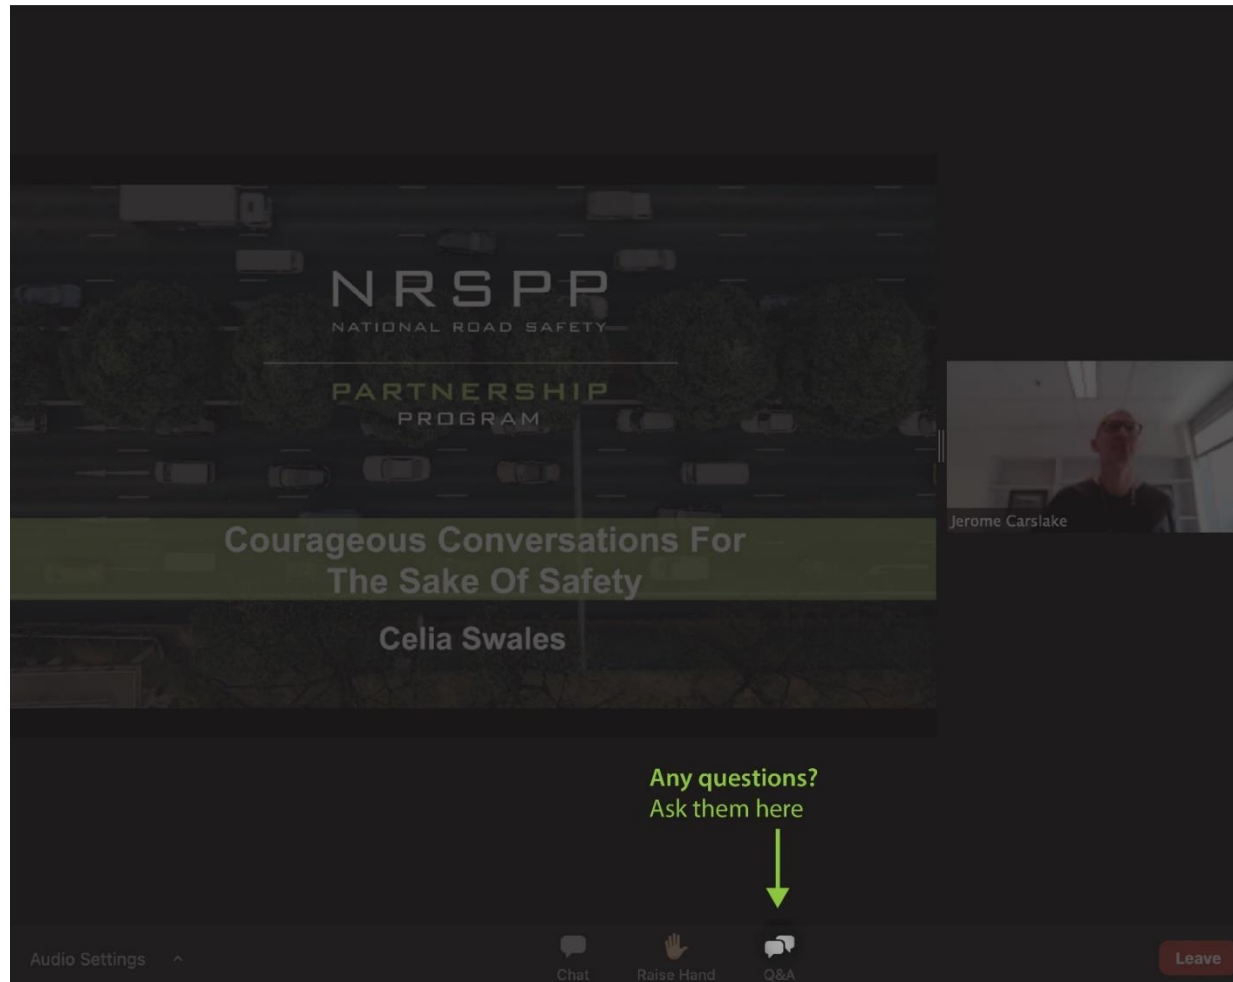 NRSPP
NATIONAL ROAD SAFETY
PARTNERSHIP
PROGRAM
Courageous Conversations For
The Sake Of Safety
Celia Swales
Jerome Carslake
Any questions?
Ask them here
Audio Settings
Chat
Raise Hand
Q&A
Leave